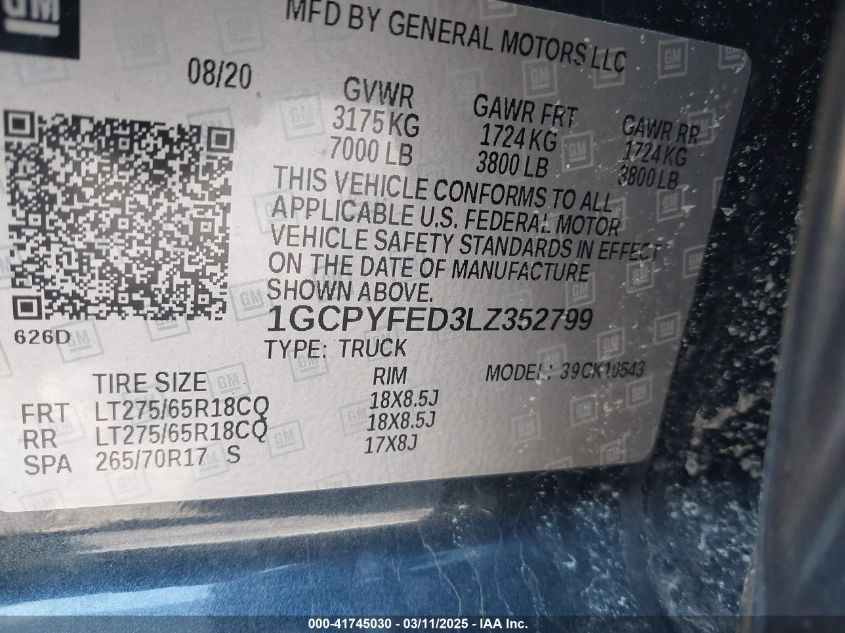 GM
MFD BY GENERAL MOTORS LLC
08/20
GVWR GAWR FRT GAWR RR
3175 KG 1724 KG 1724 KG
7000 LB 3800 LB 3800 LB
THIS VEHICLE CONFORMS TO ALL
APPLICABLE U.S. FEDERAL MOTOR
VEHICLE SAFETY STANDARDS IN EFFECT
ON THE DATE OF MANUFACTURE
SHOWN ABOVE.
626D
1GCPYFED3LZ352799
TYPE: TRUCK
MODEL: 39CK10543
TIRE SIZE RIM
FRT LT275/65R18CQ 18X8.5J
RR LT275/65R18CQ 18X8.5J
SPA 265/70R17 S 17X8J
000-41745030 - 03/11/2025 - IAA Inc.